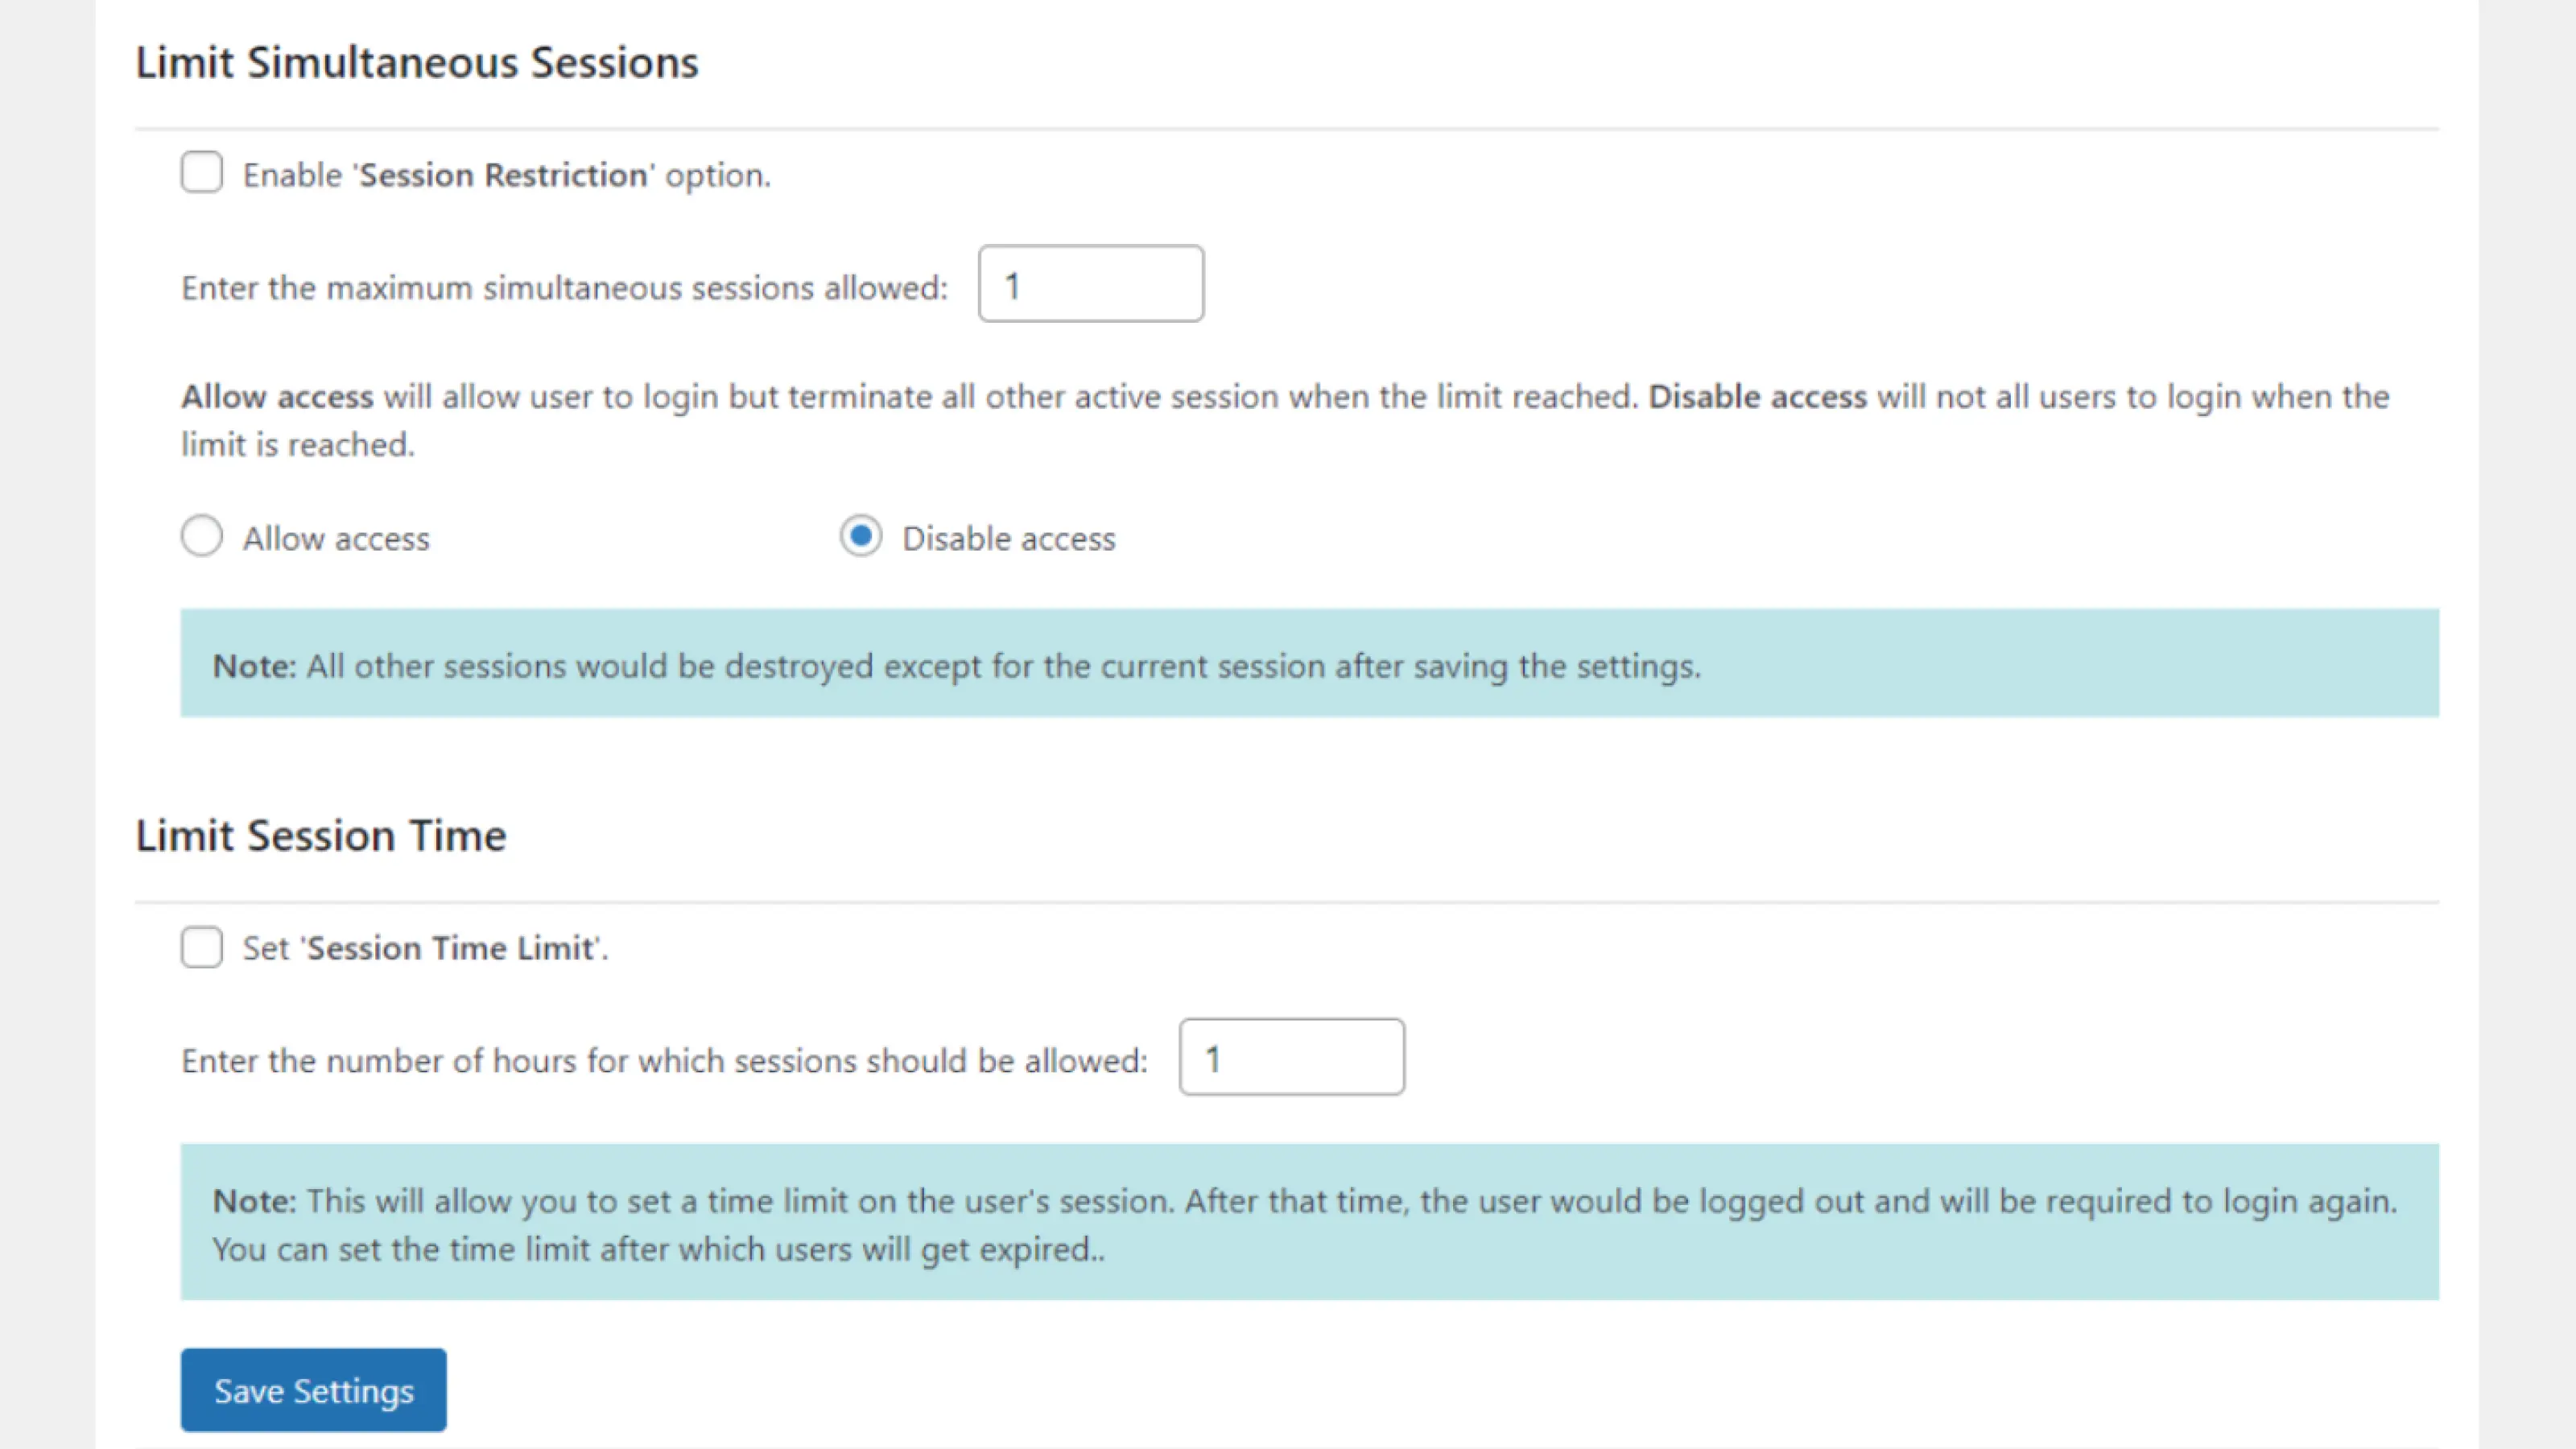 Limit Simultaneous Sessions
Enable 'Session Restriction' option.
Enter the maximum simultaneous sessions allowed: 1
Allow access will allow user to login but terminate all other active session when the limit reached. Disable access will not all users to login when the
limit is reached.
Allow access Disable access
Note: All other sessions would be destroyed except for the current session after saving the settings.
Limit Session Time
Set 'Session Time Limit'.
Enter the number of hours for which sessions should be allowed: 1
Note: This will allow you to set a time limit on the user's session. After that time, the user would be logged out and will be required to login again.
You can set the time limit after which users will get expired..
Save Settings